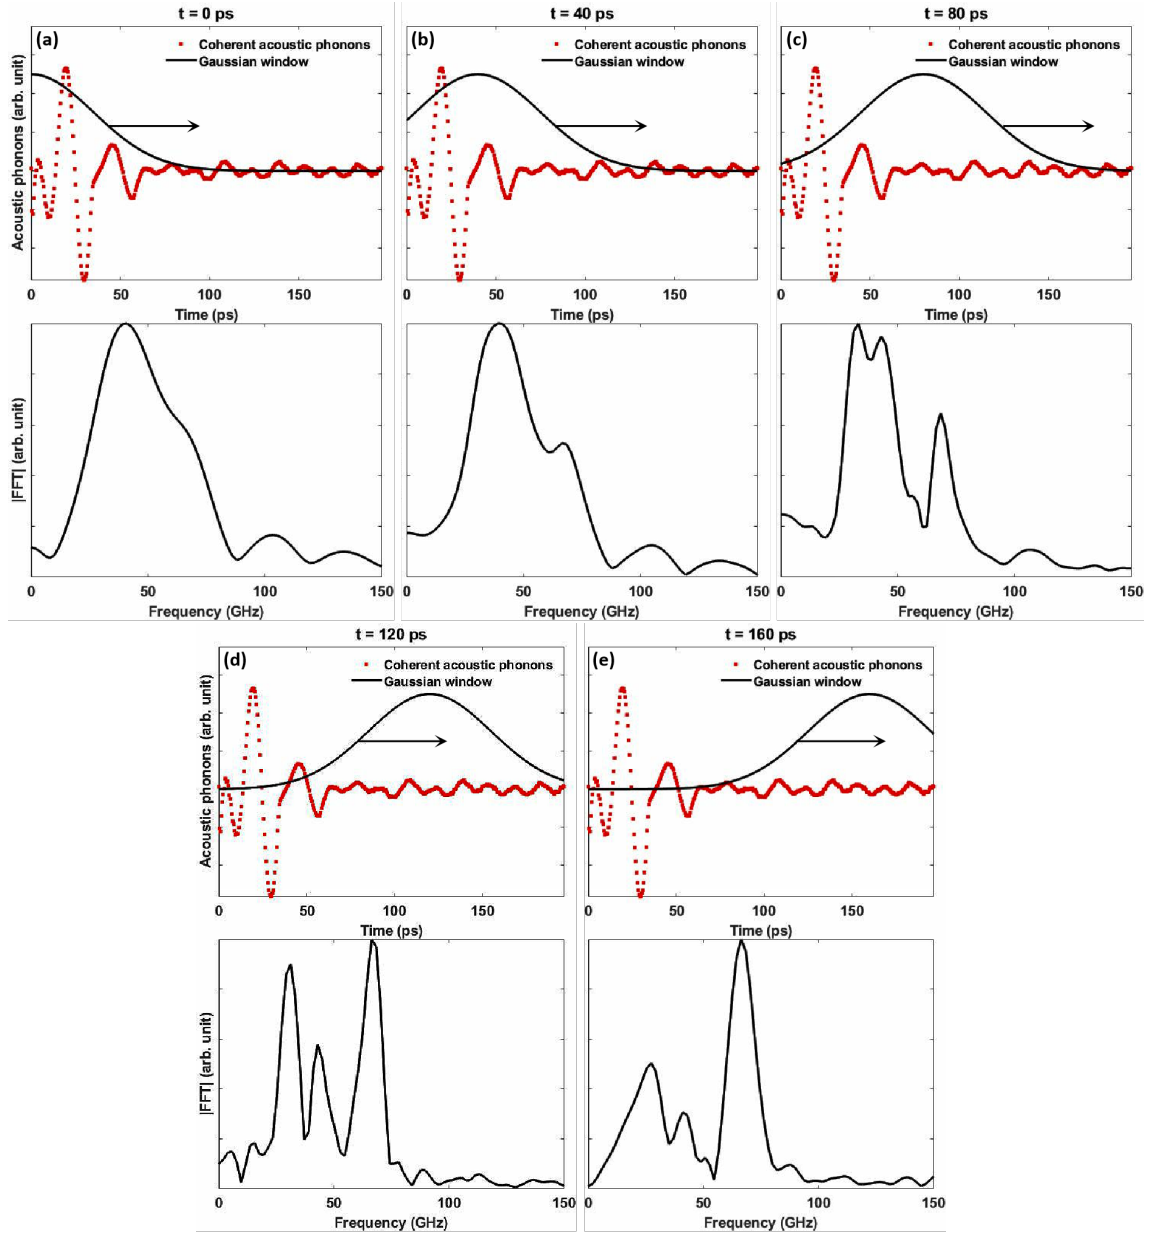 t = 0 ps
(a)
Coherent acoustic phonons
Gaussian window
Acoustic phonons (arb. unit)
0 50 100 150
Time (ps)
|FFT| (arb. unit)
0 50 100 150
Frequency (GHz)
t = 40 ps
(b)
Coherent acoustic phonons
Gaussian window
0 50 100 150
Time (ps)
0 50 100 150
Frequency (GHz)
t = 80 ps
(c)
Coherent acoustic phonons
Gaussian window
0 50 100 150
Time (ps)
0 50 100 150
Frequency (GHz)
t = 120 ps
(d)
Coherent acoustic phonons
Gaussian window
Acoustic phonons (arb. unit)
0 50 100 150
Time (ps)
|FFT| (arb. unit)
0 50 100 150
Frequency (GHz)
t = 160 ps
(e)
Coherent acoustic phonons
Gaussian window
0 50 100 150
Time (ps)
0 50 100 150
Frequency (GHz)